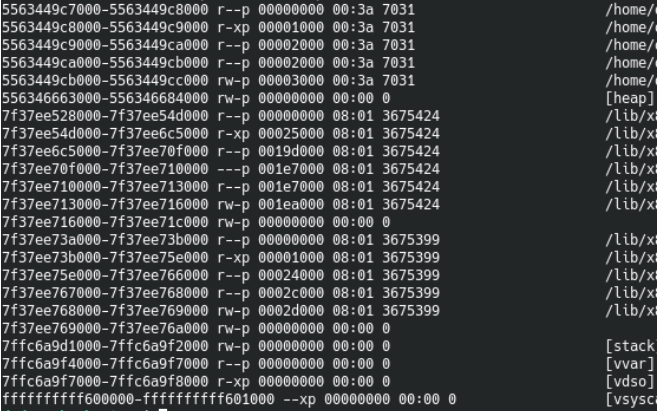 5563449c7000-5563449c8000 r--p 00000000 00:3a 7031 /home/
5563449c8000-5563449c9000 r-xp 00001000 00:3a 7031 /home/
5563449c9000-5563449ca000 r--p 00002000 00:3a 7031 /home/
5563449ca000-5563449cb000 r--p 00002000 00:3a 7031 /home/
5563449cb000-5563449cc000 rw-p 00003000 00:3a 7031 /home/
556346663000-556346684000 rw-p 00000000 00:00 0 [heap]
7f37ee528000-7f37ee54d000 r--p 00000000 08:01 3675424 /lib/x8
7f37ee54d000-7f37ee6c5000 r-xp 00025000 08:01 3675424 /lib/x8
7f37ee6c5000-7f37ee70f000 r--p 0019d000 08:01 3675424 /lib/x8
7f37ee70f000-7f37ee710000 ---p 001e7000 08:01 3675424 /lib/x8
7f37ee710000-7f37ee713000 r--p 001e7000 08:01 3675424 /lib/x8
7f37ee713000-7f37ee716000 rw-p 001ea000 08:01 3675424 /lib/x8
7f37ee716000-7f37ee71c000 rw-p 00000000 00:00 0
7f37ee73a000-7f37ee73b000 r--p 00000000 08:01 3675399 /lib/x8
7f37ee73b000-7f37ee75e000 r-xp 00001000 08:01 3675399 /lib/x8
7f37ee75e000-7f37ee766000 r--p 00024000 08:01 3675399 /lib/x8
7f37ee767000-7f37ee768000 r--p 0002c000 08:01 3675399 /lib/x8
7f37ee768000-7f37ee769000 rw-p 0002d000 08:01 3675399 /lib/x8
7f37ee769000-7f37ee76a000 rw-p 00000000 00:00 0
7ffc6a9d1000-7ffc6a9f2000 rw-p 00000000 00:00 0 [stack
7ffc6a9f4000-7ffc6a9f7000 r--p 00000000 00:00 0 [vvar]
7ffc6a9f7000-7ffc6a9f8000 r-xp 00000000 00:00 0 [vdso]
ffffffffff600000-ffffffffff601000 --xp 00000000 00:00 0 [vsysca